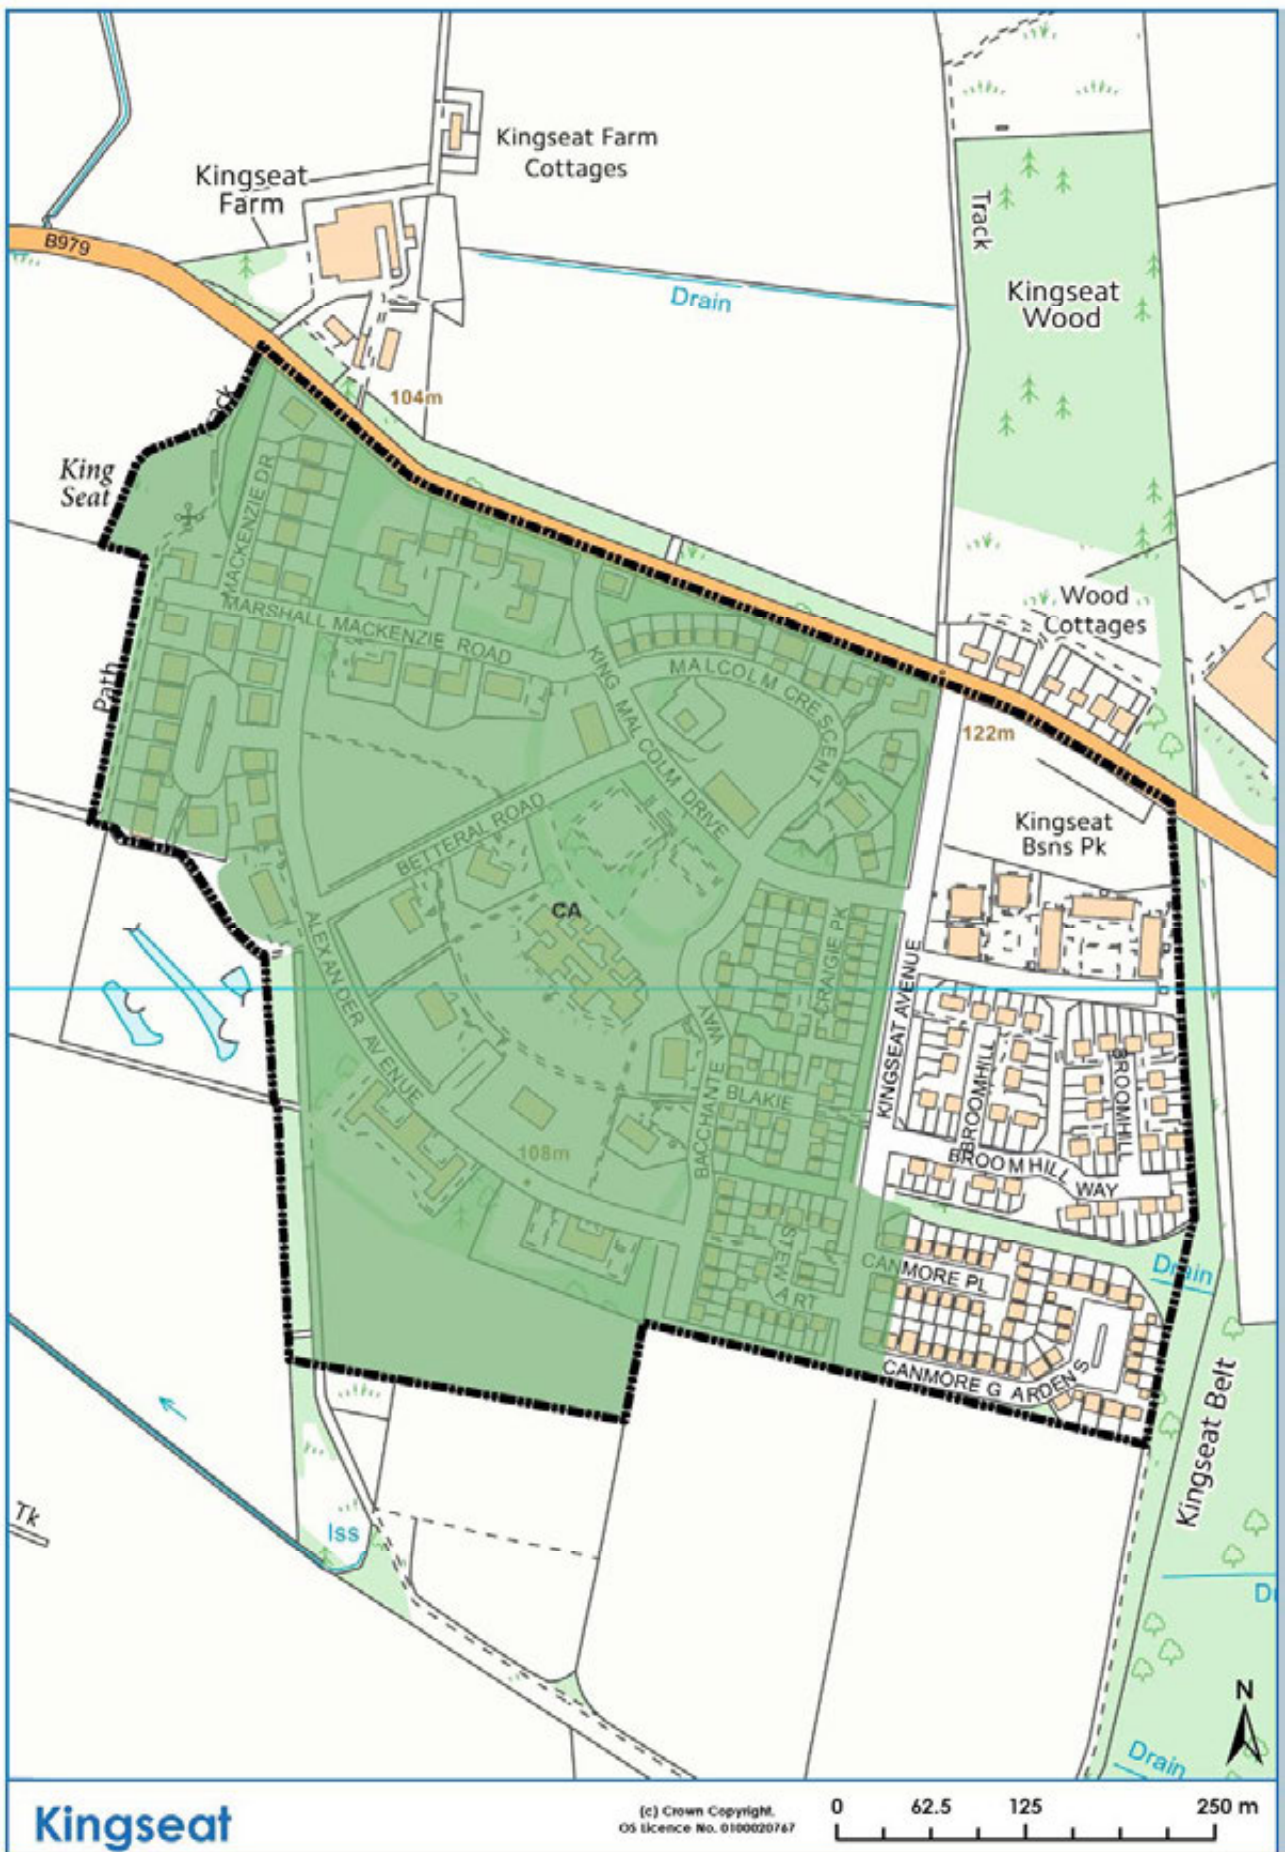 Kingseat Farm
Cottages
Kingseat
Farm
B979
Track
Drain
Kingseat
Wood
104m
King
Seat
MACKENZIE DR
MARSHALL MACKENZIE ROAD
Wood
Cottages
KING MALCOLM DRIVE
MALCOLM CRESCENT
Path
122m
Kingseat
Bsns Pk
BETTERAL ROAD
CA
ALEXANDER AVENUE
CRAIGIE PK
KINGSEAT AVENUE
BACCHANTE WAY
BLAKIE
BROOMHILL
BROOMHILL
BROOMHILL WAY
108m
STEWART
CANMORE PL
Drain
CANMORE GARDENS
Kingseat Belt
Tk
Iss
Drain
N
Kingseat
(c) Crown Copyright.
OS Licence No. 0100020767
0 62.5 125 250 m